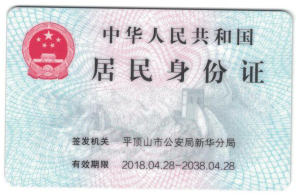 中华人民共和国
居民身份证
签发机关 平顶山市公安局新华分局
有效期限 2018.04.28-2038.04.28